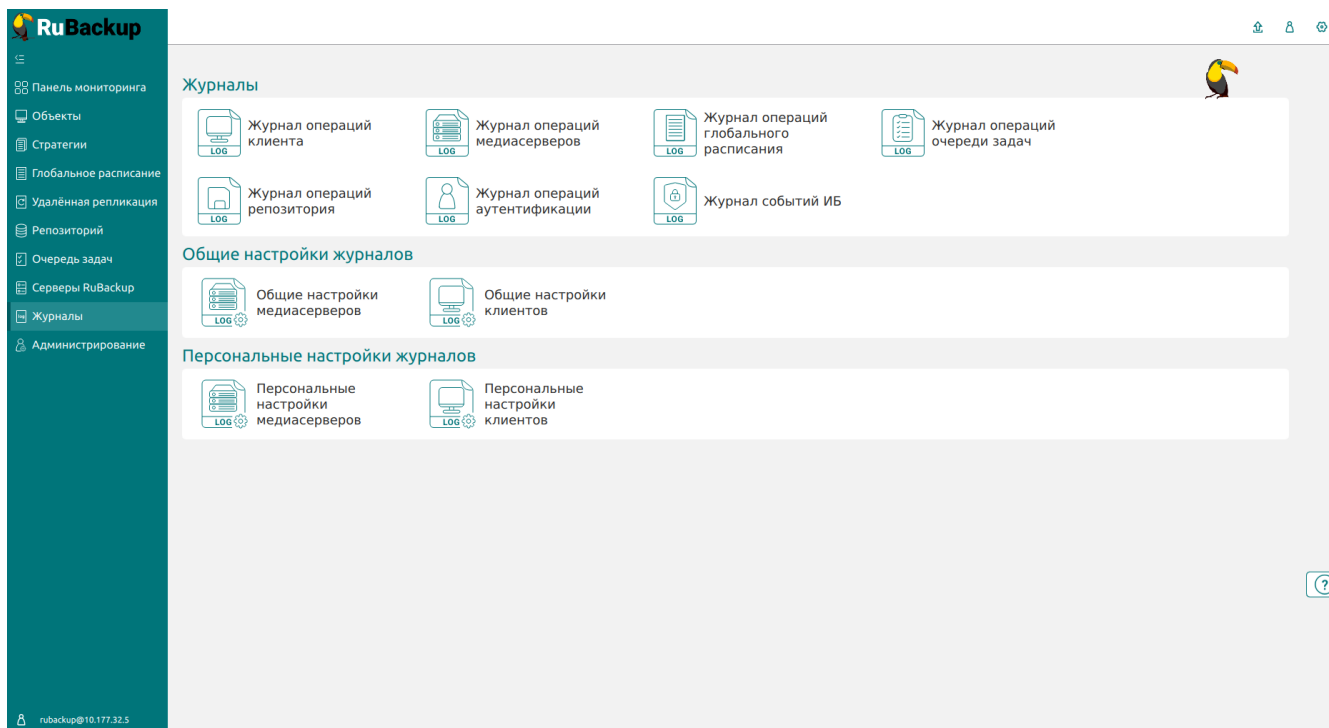 RuBackup
Панель мониторинга
Объекты
Стратегии
Глобальное расписание
Удалённая репликация
Репозиторий
Очередь задач
Серверы RuBackup
Журналы
Администрирование
rubackup@10.177.32.5
Журналы
LOG
Журнал операций
клиента
LOG
Журнал операций
медиасерверов
LOG
Журнал операций
глобального
расписания
LOG
Журнал операций
очереди задач
LOG
Журнал операций
репозитория
LOG
Журнал операций
аутентификации
LOG
Журнал событий ИБ
Общие настройки журналов
LOG
Общие настройки
медиасерверов
LOG
Общие настройки
клиентов
Персональные настройки журналов
LOG
Персональные
настройки
медиасерверов
LOG
Персональные
настройки
клиентов
?